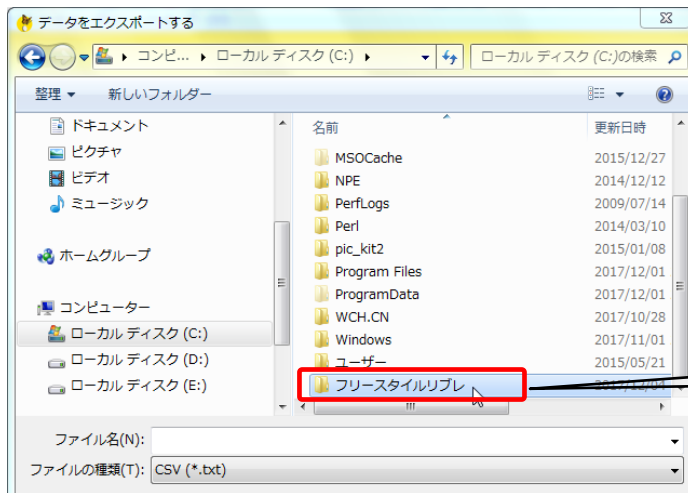 データをエクスポートする
コンピ... ローカル ディスク (C:) ローカル ディスク (C:)の検索
整理 新しいフォルダー
ドキュメント
ピクチャ
ビデオ
ミュージック
ホームグループ
コンピューター
ローカル ディスク (C:)
ローカル ディスク (D:)
ローカル ディスク (E:)
名前 更新日時
MSOCache 2015/12/27
NPE 2014/12/12
PerfLogs 2009/07/14
Perl 2014/03/10
pic_kit2 2015/01/08
Program Files 2017/12/01
ProgramData 2017/12/01
WCH.CN 2017/10/28
Windows 2017/11/01
ユーザー 2015/05/21
フリースタイルリブレ
ファイル名(N):
ファイルの種類(T): CSV (*.txt)